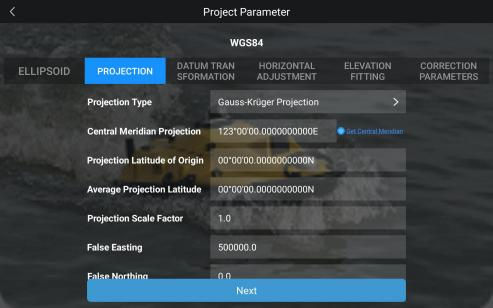 Project Parameter
WGS84
ELLIPSOID
PROJECTION
DATUM TRAN
SFORMATION
HORIZONTAL
ADJUSTMENT
ELEVATION
FITTING
CORRECTION
PARAMETERS
Projection Type
Gauss-Krüger Projection
Central Meridian Projection
123°00'00.0000000000E
Get Central Meridian
Projection Latitude of Origin
00°00'00.0000000000N
Average Projection Latitude
00°00'00.0000000000N
Projection Scale Factor
1.0
False Easting
500000.0
False Northing
0.0
Next